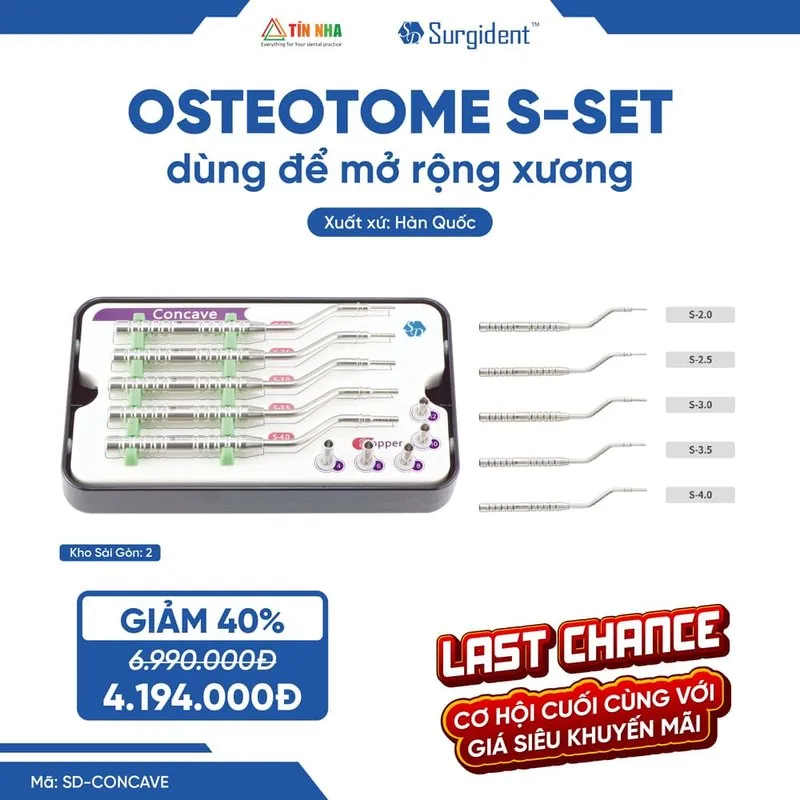 TÍN NHA
Everything for Your dental practice
Surgident™
OSTEOTOME S-SET
dùng để mở rộng xương
Xuất xứ: Hàn Quốc
Concave
S-4.0
S-2.0
S-2.5
S-3.0
S-3.5
S-4.0
Kho Sài Gòn: 2
GIẢM 40%
6.990.000Đ
4.194.000Đ
LAST CHANCE
CƠ HỘI CUỐI CÙNG VỚI
GIÁ SIÊU KHUYẾN MÃI
Mã: SD-CONCAVE